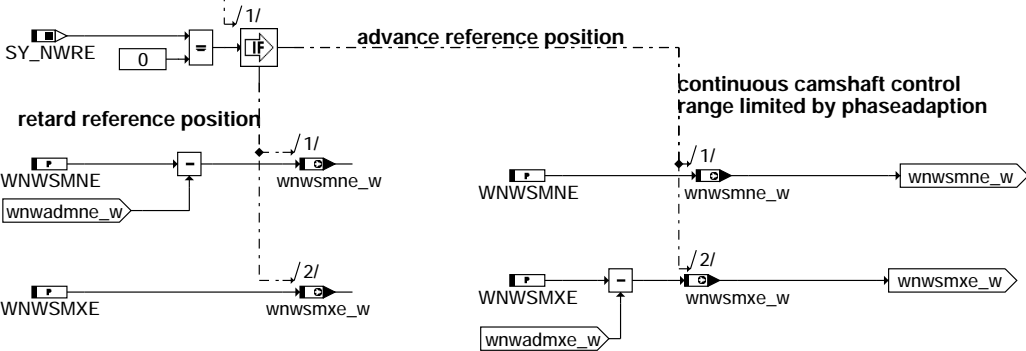 /1/
advance reference position
SY_NWRE
=
IF
0
continuous camshaft control
range limited by phaseadaption
retard reference position
/1/
/1/
P
-
WNWSMNE
wnwsmne_w
P
WNWSMNE
wnwsmne_w
wnwsmne_w
wnwadmne_w
/2/
/2/
P
WNWSMXE
wnwsmxe_w
P
-
WNWSMXE
wnwsmxe_w
wnwsmxe_w
wnwadmxe_w